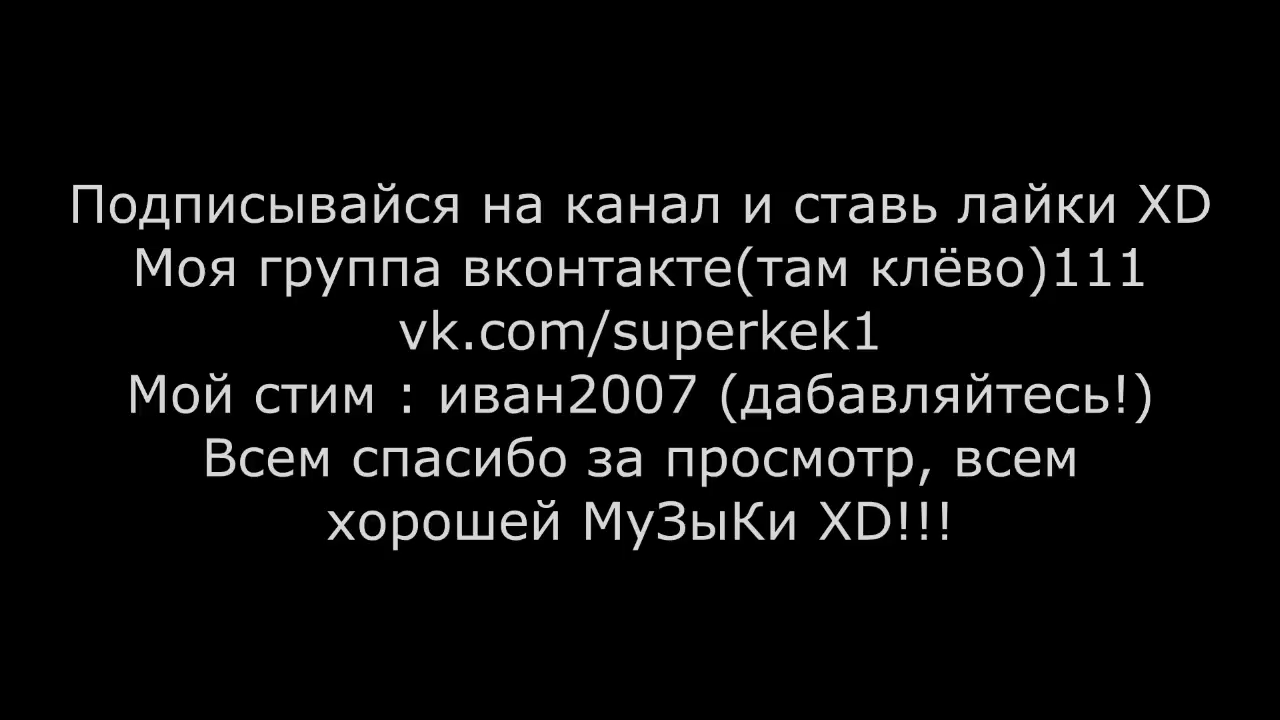 Подписывайся на канал и ставь лайки XD
Моя группа вконтакте(там клёво)111
vk.com/superkek1
Мой стим : иван2007 (дабавляйтесь!)
Всем спасибо за просмотр, всем
хорошей МуЗыКи XD!!!